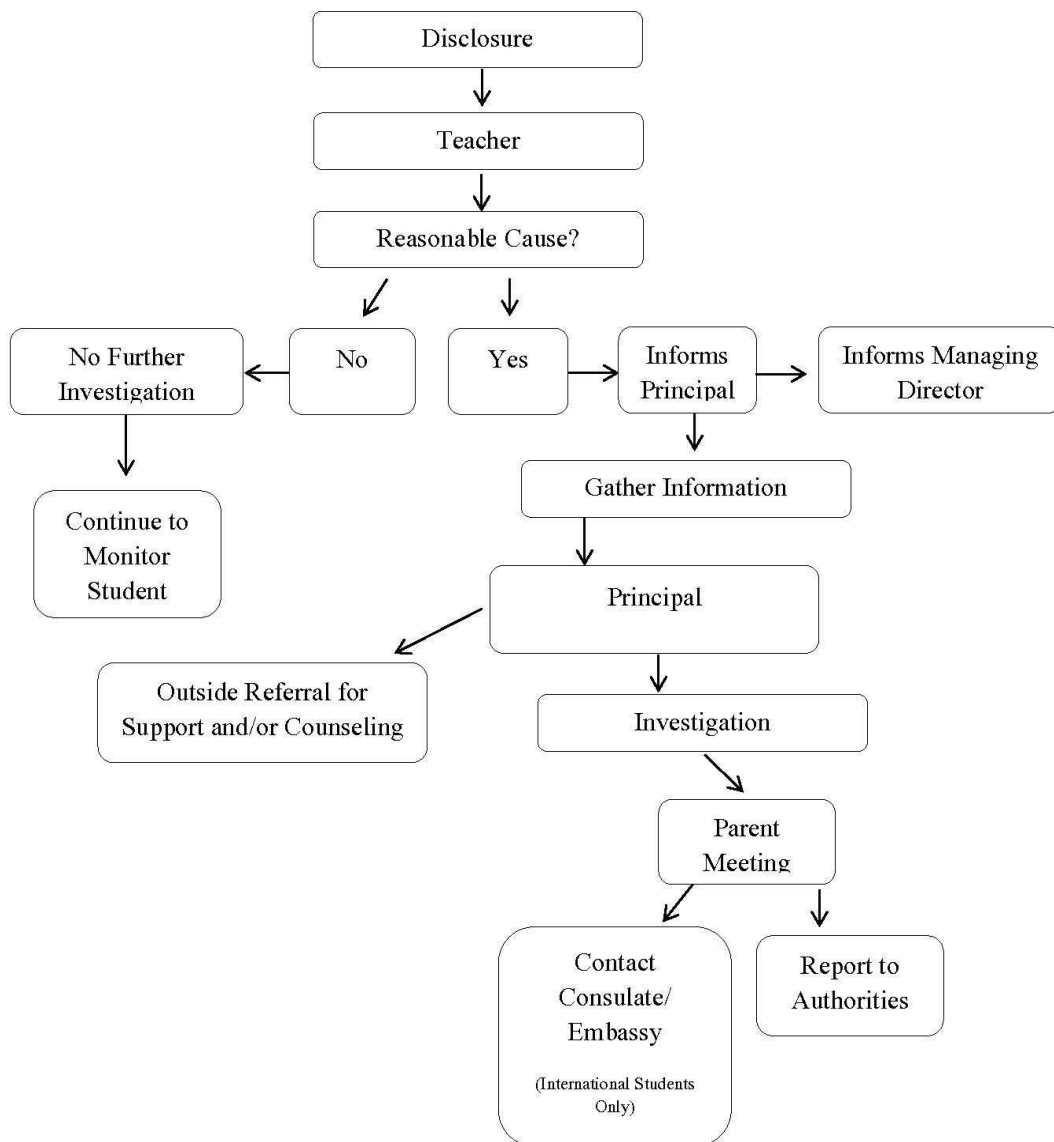 Disclosure
Teacher
Reasonable Cause?
No Further
Investigation
No
Yes
Informs
Principal
Informs Managing
Director
Gather Information
Continue to
Monitor
Student
Principal
Outside Referral for
Support and/or Counseling
Investigation
Parent
Meeting
Contact
Consulate/
Embassy
(International Students
Only)
Report to
Authorities